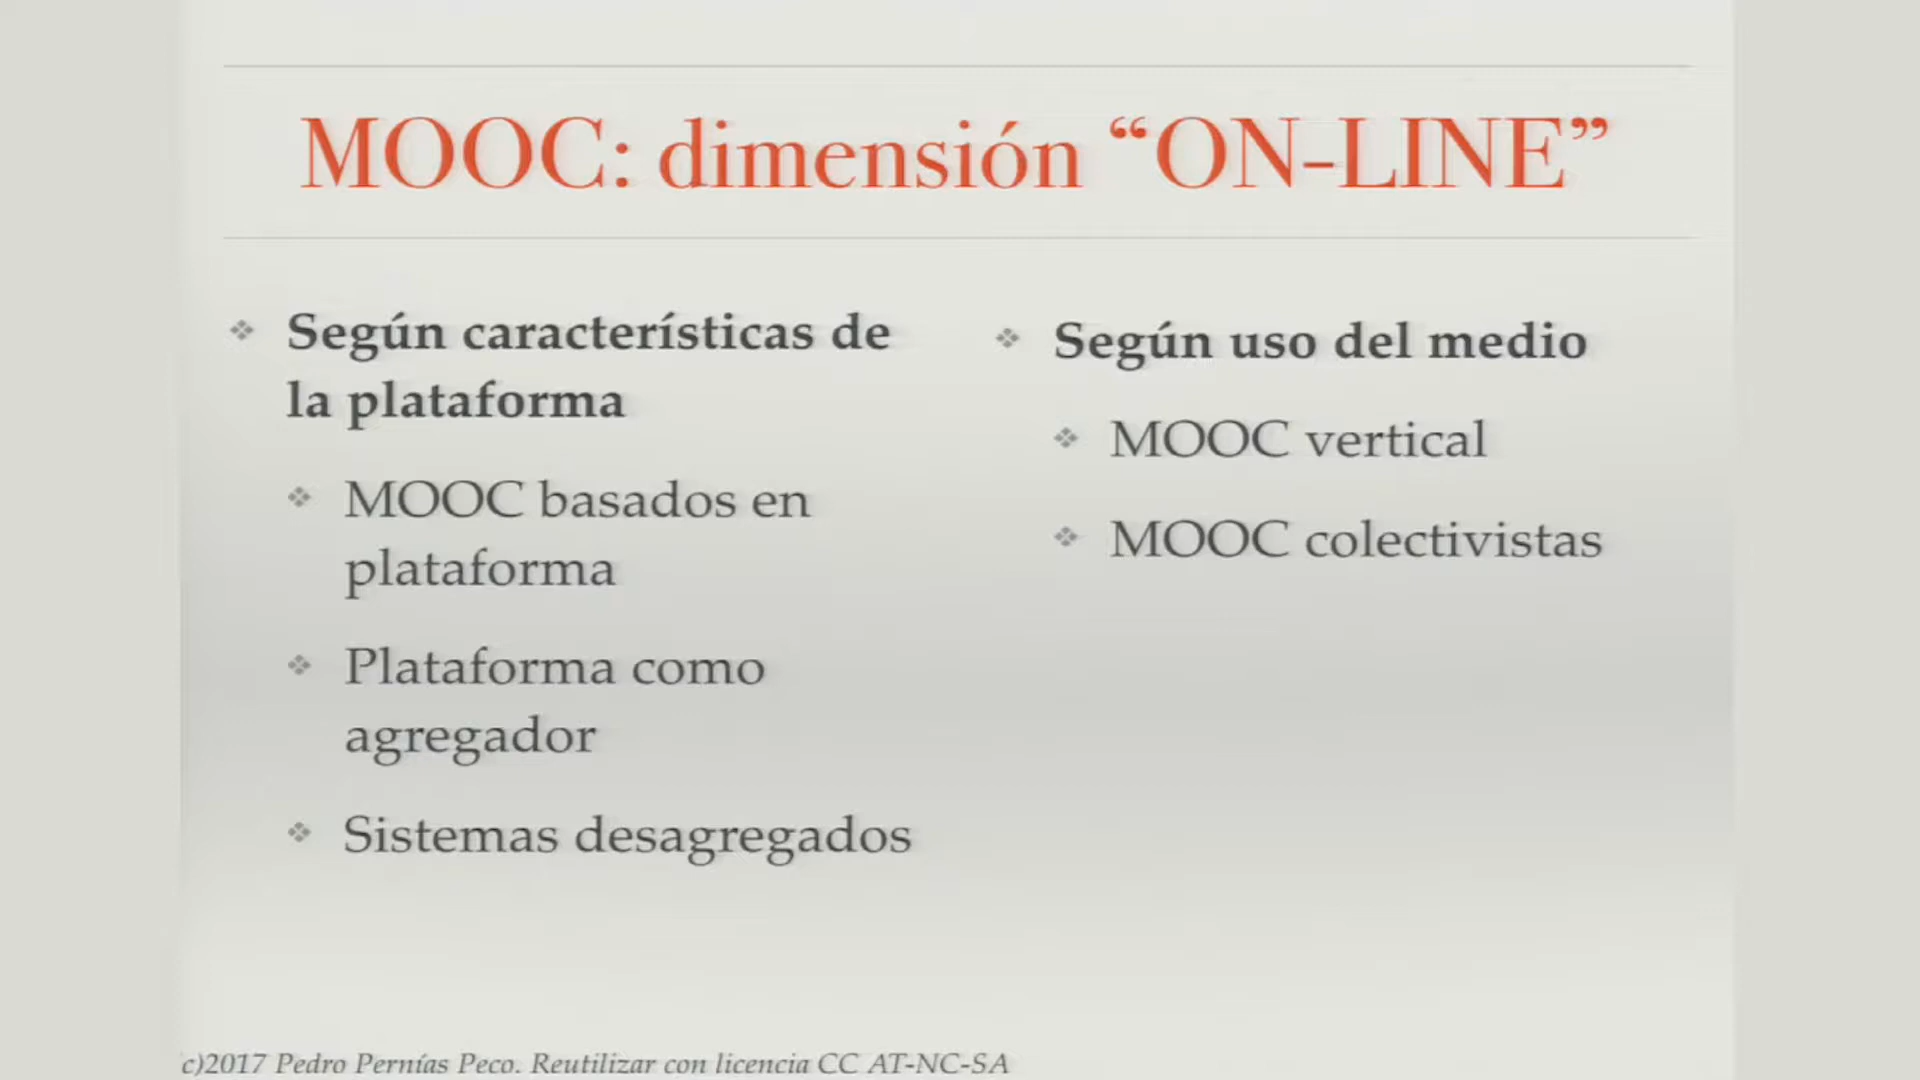 MOOC: dimensión “ON-LINE”
Según características de
la plataforma
MOOC basados en
plataforma
Plataforma como
agregador
Sistemas desagregados
Según uso del medio
MOOC vertical
MOOC colectivistas
c)2017 Pedro Pernías Peco. Reutilizar con licencia CC AT-NC-SA